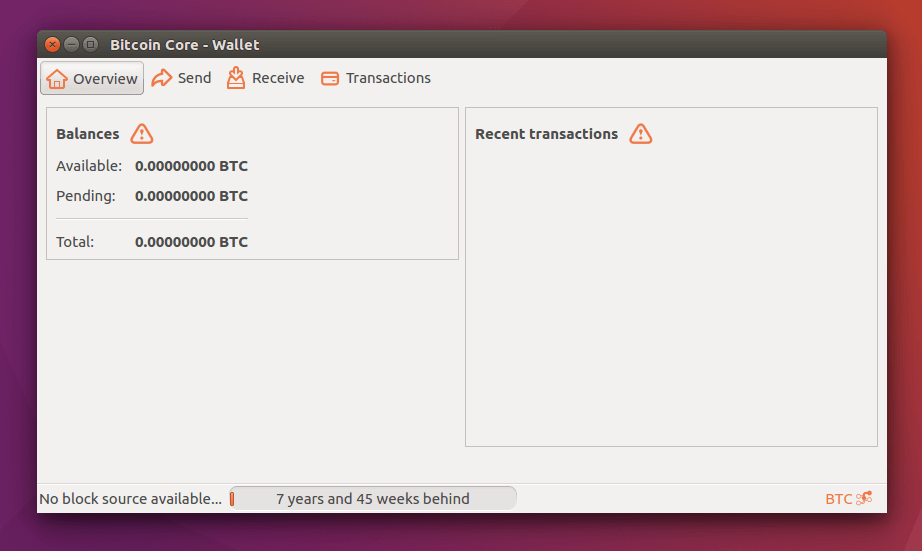 Bitcoin Core - Wallet
Overview Send Receive Transactions
Balances
Available: 0.00000000 BTC
Pending: 0.00000000 BTC
Total: 0.00000000 BTC
Recent transactions
No block source available... 7 years and 45 weeks behind BTC